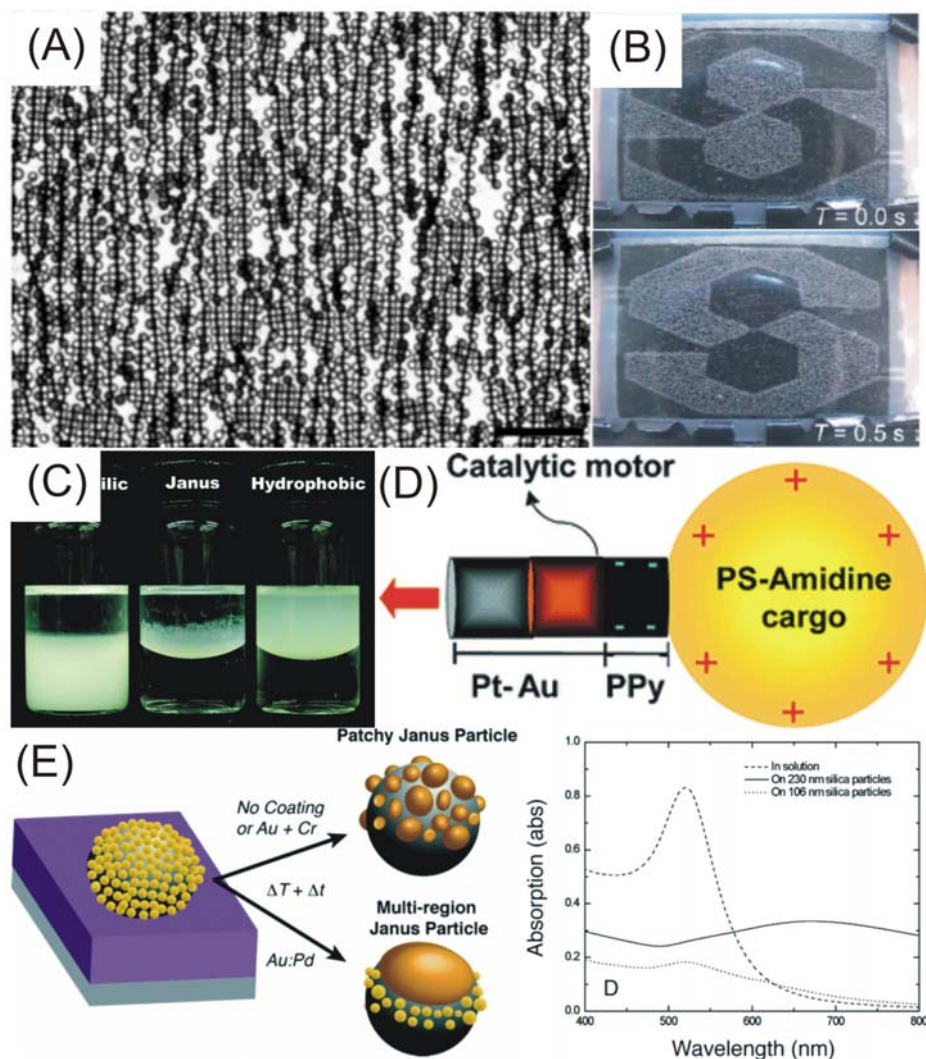 (A)
(B)
T = 0.0 s
T = 0.5 s
(C)
ilic
Janus
Hydrophobic
(D)
Catalytic motor
PS-Amidine
cargo
Pt- Au
PPy
+
+
+
+
+
+
(E)
Patchy Janus Particle
No Coating
or Au + Cr
ΔT + Δt
Multi-region
Janus Particle
Au:Pd
1.0
0.8
0.6
0.4
0.2
0.0
Absorption (abs)
In solution
On 230 nm silica particles
On 106 nm silica particles
D
400
500
600
700
800
Wavelength (nm)